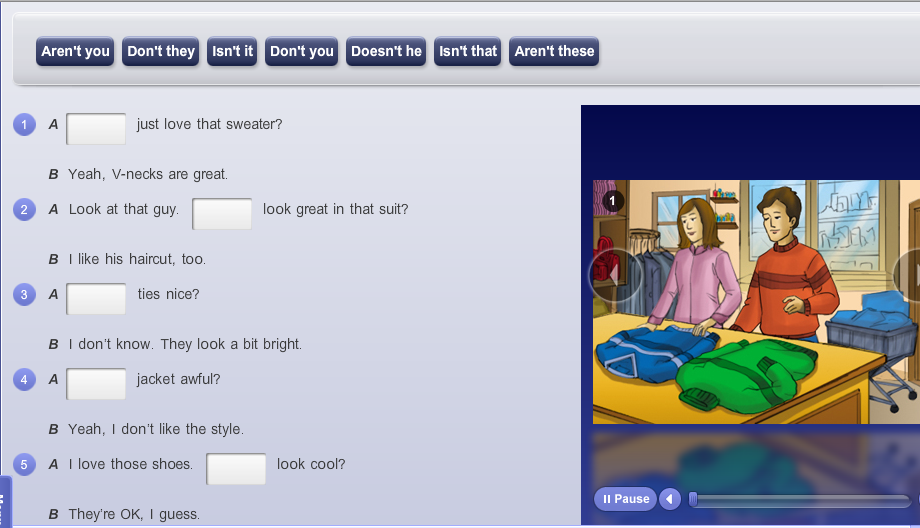 Aren't you Don't they Isn't it Don't you Doesn't he Isn't that Aren't these
1 A just love that sweater?
B Yeah, V-necks are great.
2 A Look at that guy. look great in that suit?
B I like his haircut, too.
3 A ties nice?
B I don't know. They look a bit bright.
4 A jacket awful?
B Yeah, I don't like the style.
5 A I love those shoes. look cool?
B They're OK, I guess.
1
Pause